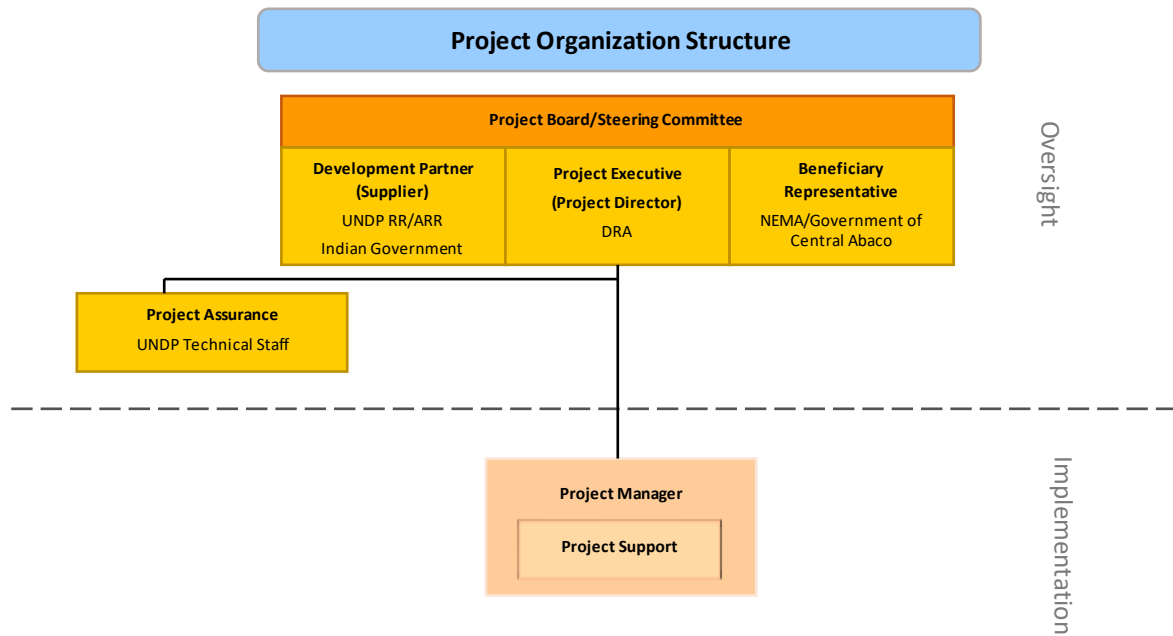 Project Organization Structure
Project Board/Steering Committee
Oversight
Development Partner
(Supplier)
UNDP RR/ARR
Indian Government
Project Executive
(Project Director)
DRA
Beneficiary
Representative
NEMA/Government of
Central Abaco
Project Assurance
UNDP Technical Staff
Project Manager
Project Support
Implementation